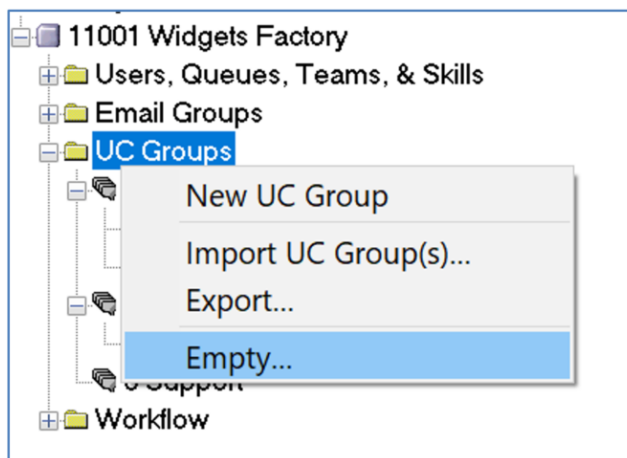 11001 Widgets Factory
Users, Queues, Teams, & Skills
Email Groups
UC Groups
New UC Group
Import UC Group(s)...
Export...
Empty...
Support
Workflow